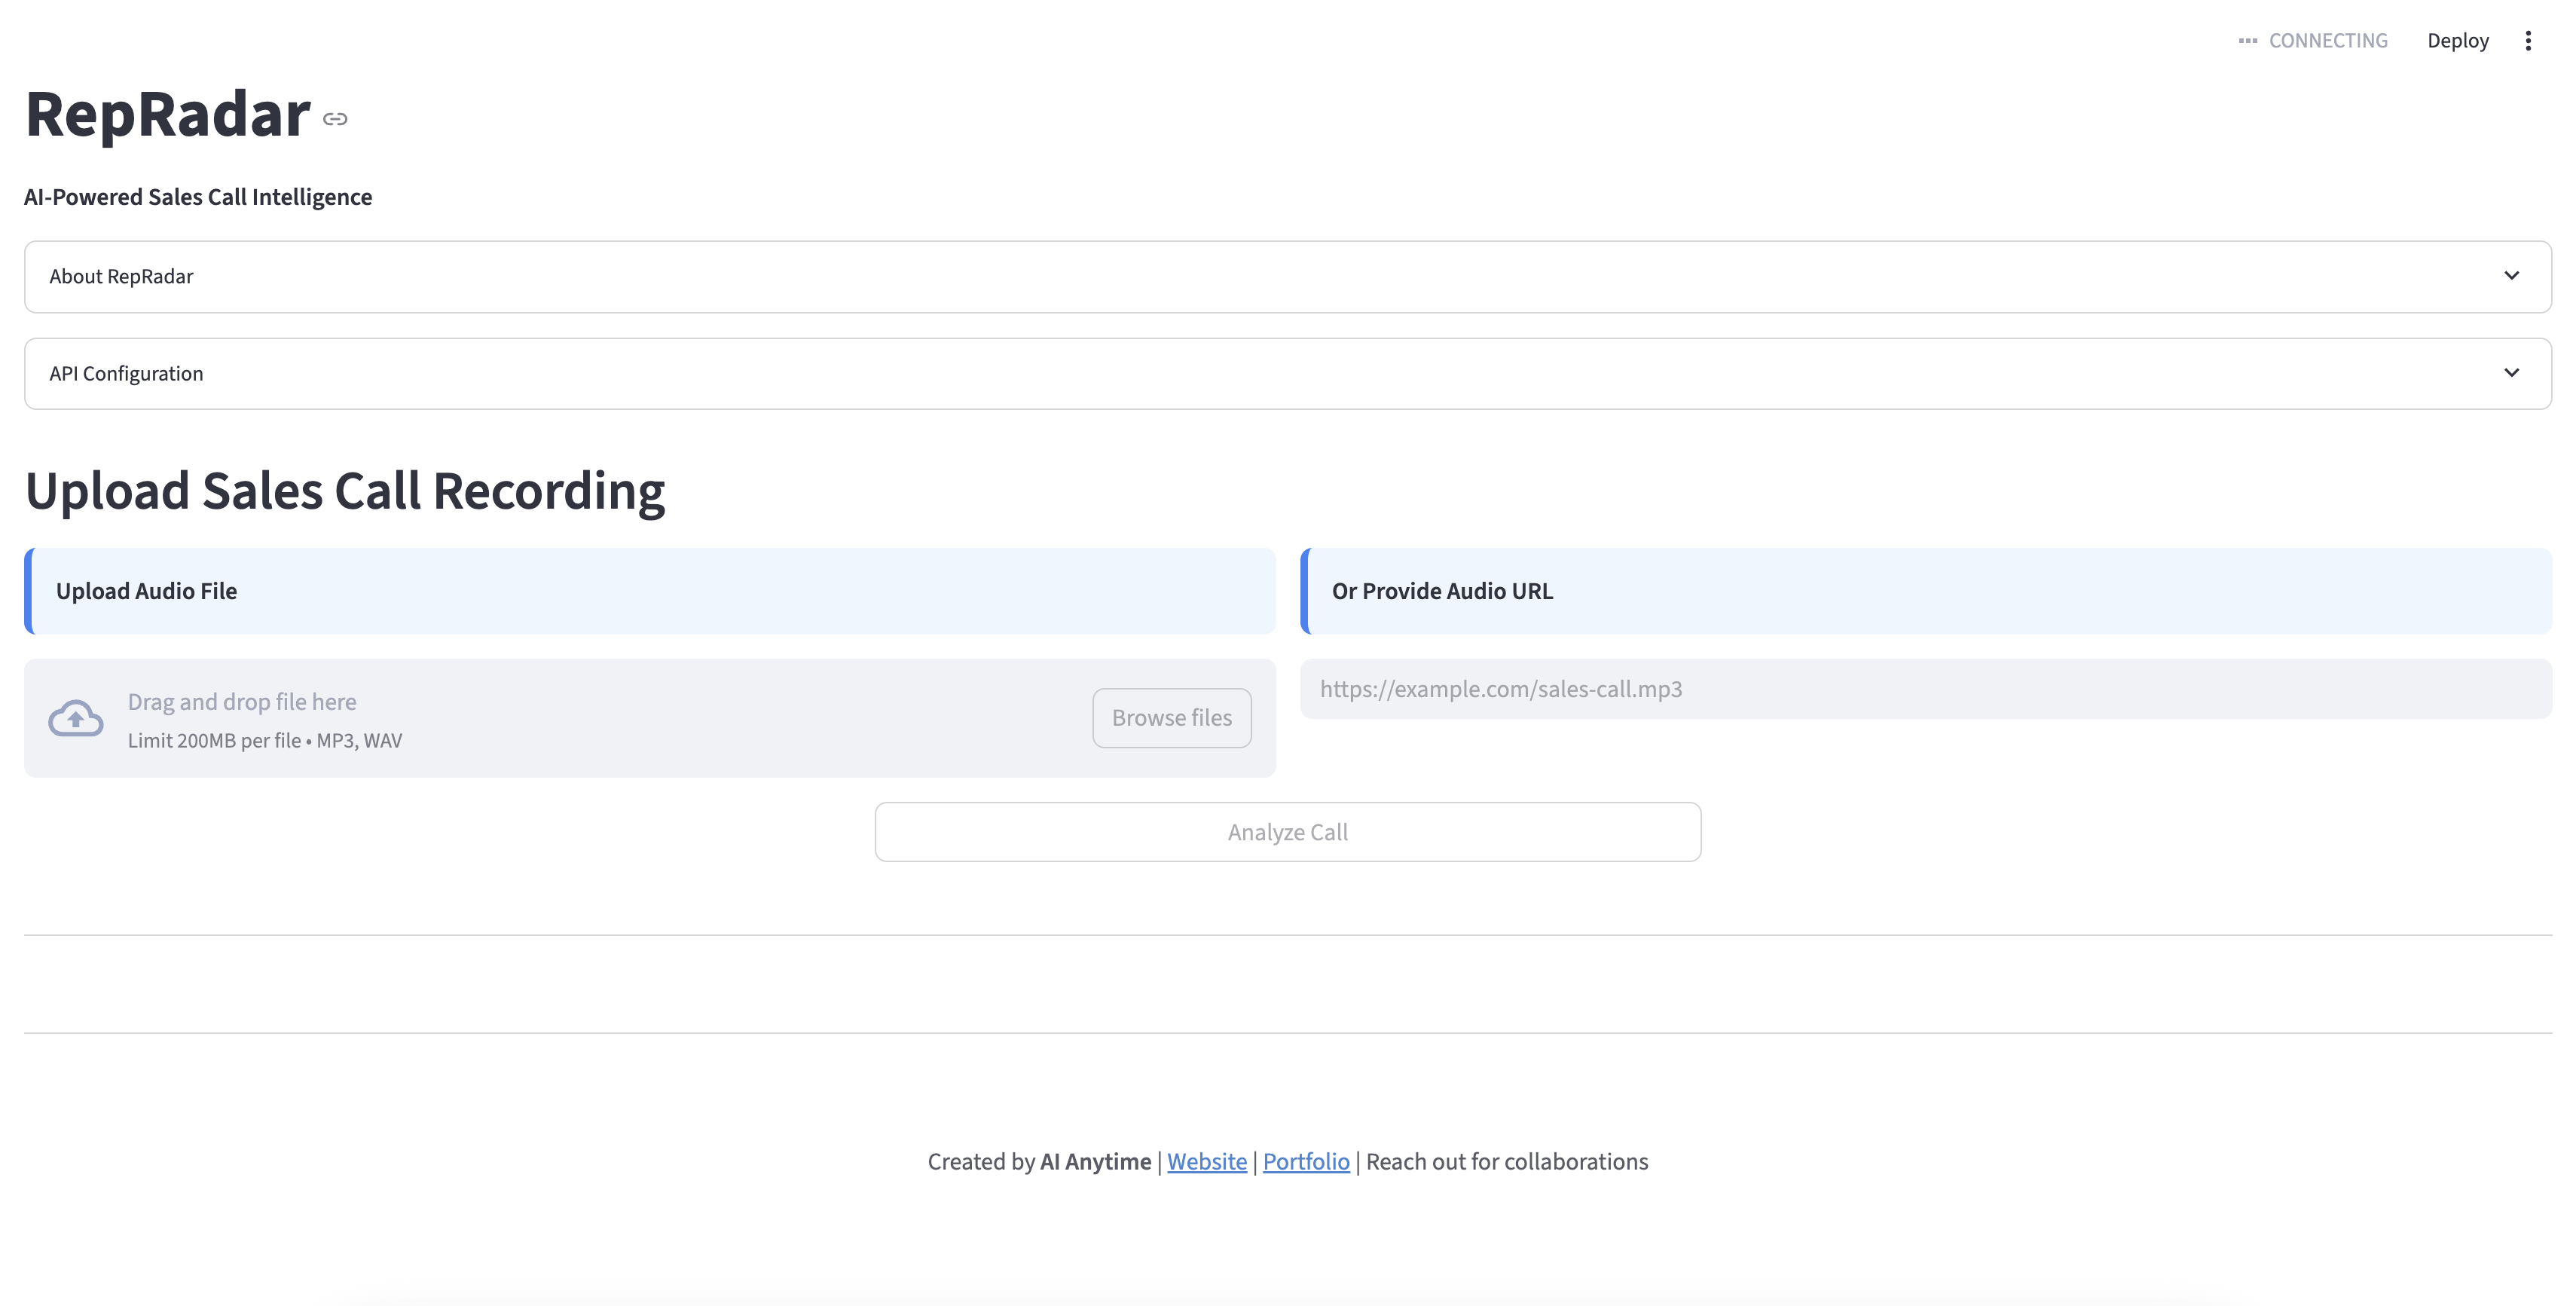 CONNECTING Deploy
RepRadar
AI-Powered Sales Call Intelligence
About RepRadar
API Configuration
Upload Sales Call Recording
Upload Audio File
Or Provide Audio URL
Drag and drop file here
Limit 200MB per file • MP3, WAV
Browse files
https://example.com/sales-call.mp3
Analyze Call
Created by AI Anytime | Website | Portfolio | Reach out for collaborations